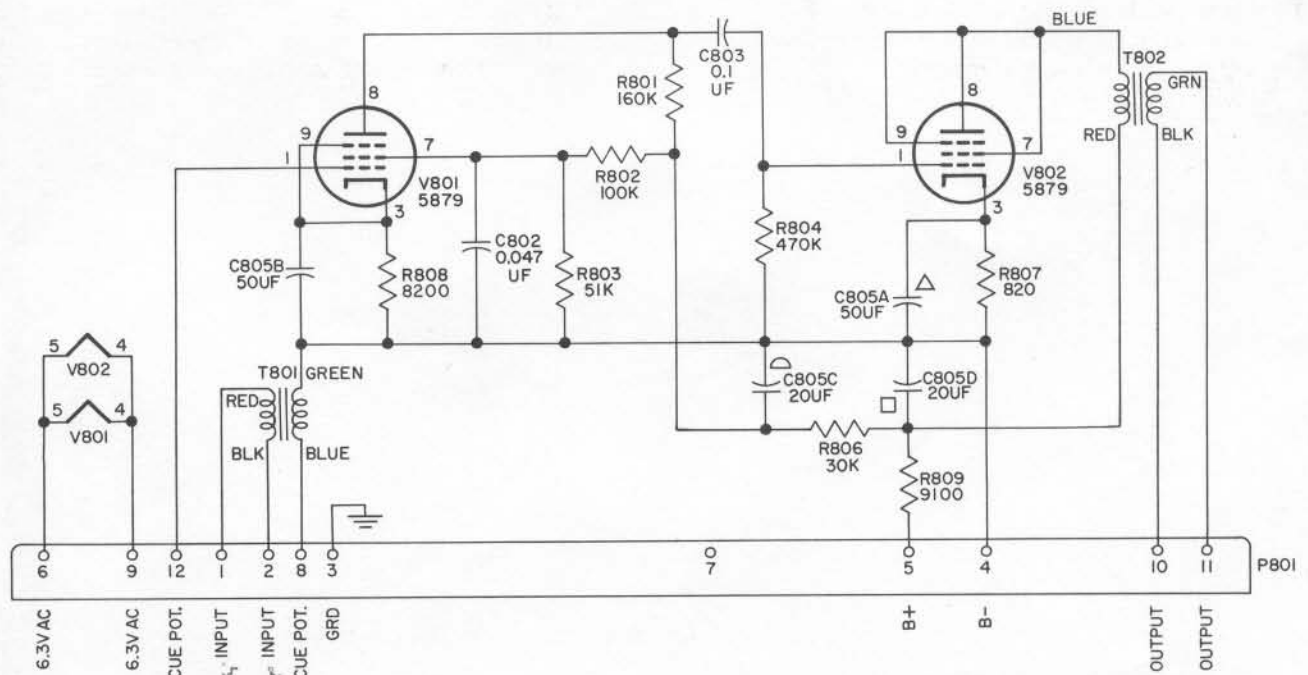 BLUE
C803
0.1
UF
T802
R801
160K
8
8
GRN
9
1
7
RED
BLK
9
1
7
R802
100K
V801
5879
V802
5879
3
3
C805B
50UF
R808
8200
C802
0.047
UF
R803
51K
R804
470K
C805A
50UF
R807
820
5 4
V802
T801 GREEN
RED
C805C
20UF
C805D
20UF
5 4
V801
BLK BLUE
R806
30K
R809
9100
6 9 12 1 2 8 3 7 5 4 10 11 P801
6.3V AC
6.3V AC
CUE POT.
INPUT
INPUT
CUE POT.
GRD
B+
B-
OUTPUT
OUTPUT